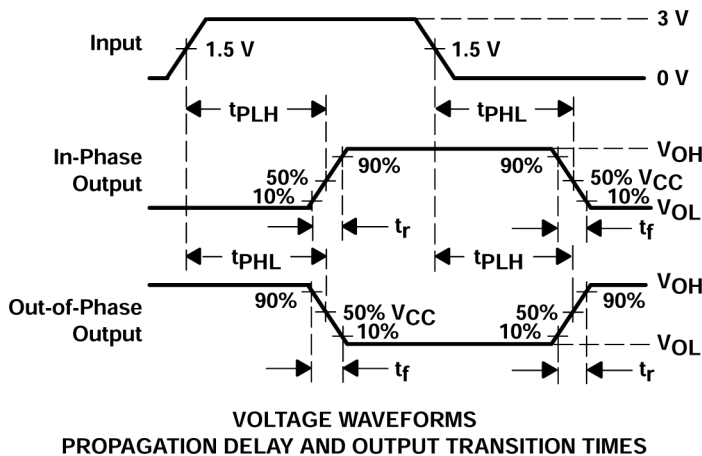 3 V
Input
1.5 V
1.5 V
0 V
tPLH
tPHL
In-Phase
Output
VOH
90%
90%
50%
50% VCC
10%
10%
VOL
tr
tf
tPHL
tPLH
Out-of-Phase
Output
VOH
90%
90%
50% VCC
50%
10%
10%
VOL
tf
tr
VOLTAGE WAVEFORMS
PROPAGATION DELAY AND OUTPUT TRANSITION TIMES